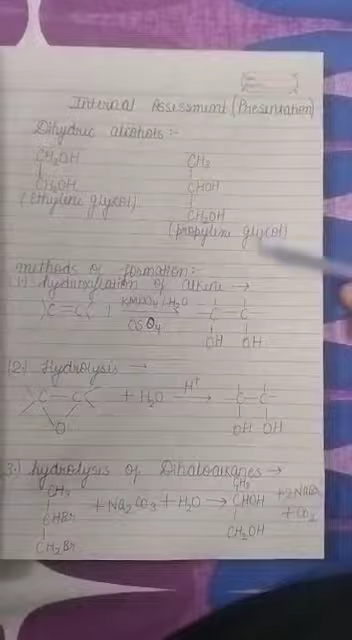 Internal Assessment (Presentation)
Dihydric alcohols :-
CH₂OH CH₃
CH₂OH CHOH
(ethylene glycol) CH₂OH
(propylene glycol)
methods of formation:-
1) hydroxylation of alkene →
C=C KMnO₄/H₂O C-C
OSO₄ OH OH
(2) Hydrolysis →
C-C + H₂O H⁺ → C-C
O OH OH
3.) hydrolysis of Dihaloalkanes →
CH₃ CH₃
CHBr + Na₂CO₃ + H₂O → CHOH + 2NaBr
CH₂Br CH₂OH + CO₂